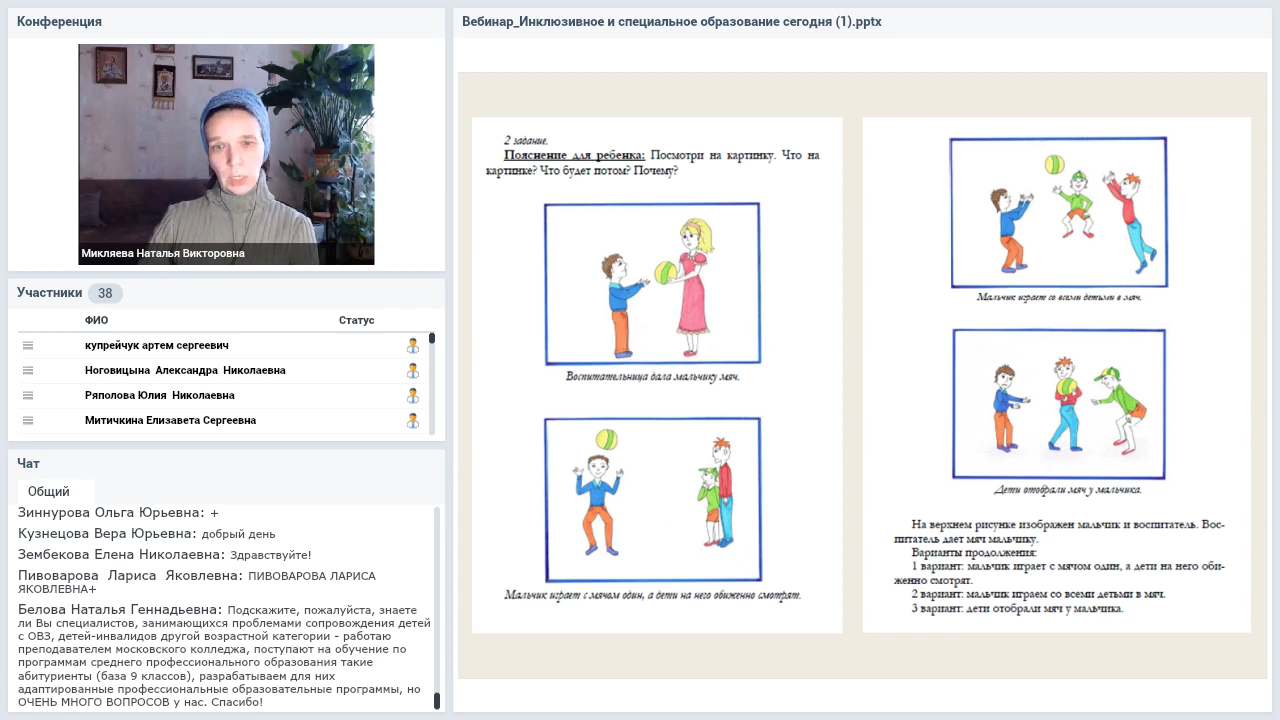 Конференция
Микляева Наталья Викторовна
Участники 38
ФИО Статус
купрейчук артем сергеевич
Ноговицына Александра Николаевна
Ряполова Юлия Николаевна
Митичкина Елизавета Сергеевна
Чат
Общий
Зиннурова Ольга Юрьевна: +
Кузнецова Вера Юрьевна: добрый день
Зембекова Елена Николаевна: Здравствуйте!
Пивоварова Лариса Яковлевна: ПИВОВАРОВА ЛАРИСА
ЯКОВЛЕВНА+
Белова Наталья Геннадьевна: Подскажите, пожалуйста, знаете
ли Вы специалистов, занимающихся проблемами сопровождения детей
с ОВЗ, детей-инвалидов другой возрастной категории - работаю
преподавателем московского колледжа, поступают на обучение по
программам среднего профессионального образования такие
абитуриенты (база 9 классов), разрабатываем для них
адаптированные профессиональные образовательные программы, но
ОЧЕНЬ МНОГО ВОПРОСОВ у нас. Спасибо!
Вебинар_Инклюзивное и специальное образование сегодня (1).pptx
2 задание.
Пояснение для ребенка: Посмотри на картинку. Что на
картинке? Что будет потом? Почему?
Воспитательница дала мальчику мяч.
Мальчик играет с мячом один, а дети на него обиженно смотрят.
Мальчик играет со всеми детьми в мяч.
Дети отобрали мяч у мальчика.
На верхнем рисунке изображен мальчик и воспитатель. Вос-
питатель дает мяч мальчику.
Варианты продолжения:
1 вариант: мальчик играет с мячом один, а дети на него оби-
женно смотрят.
2 вариант: мальчик играем со всеми детьми в мяч.
3 вариант: дети отобрали мяч у мальчика.